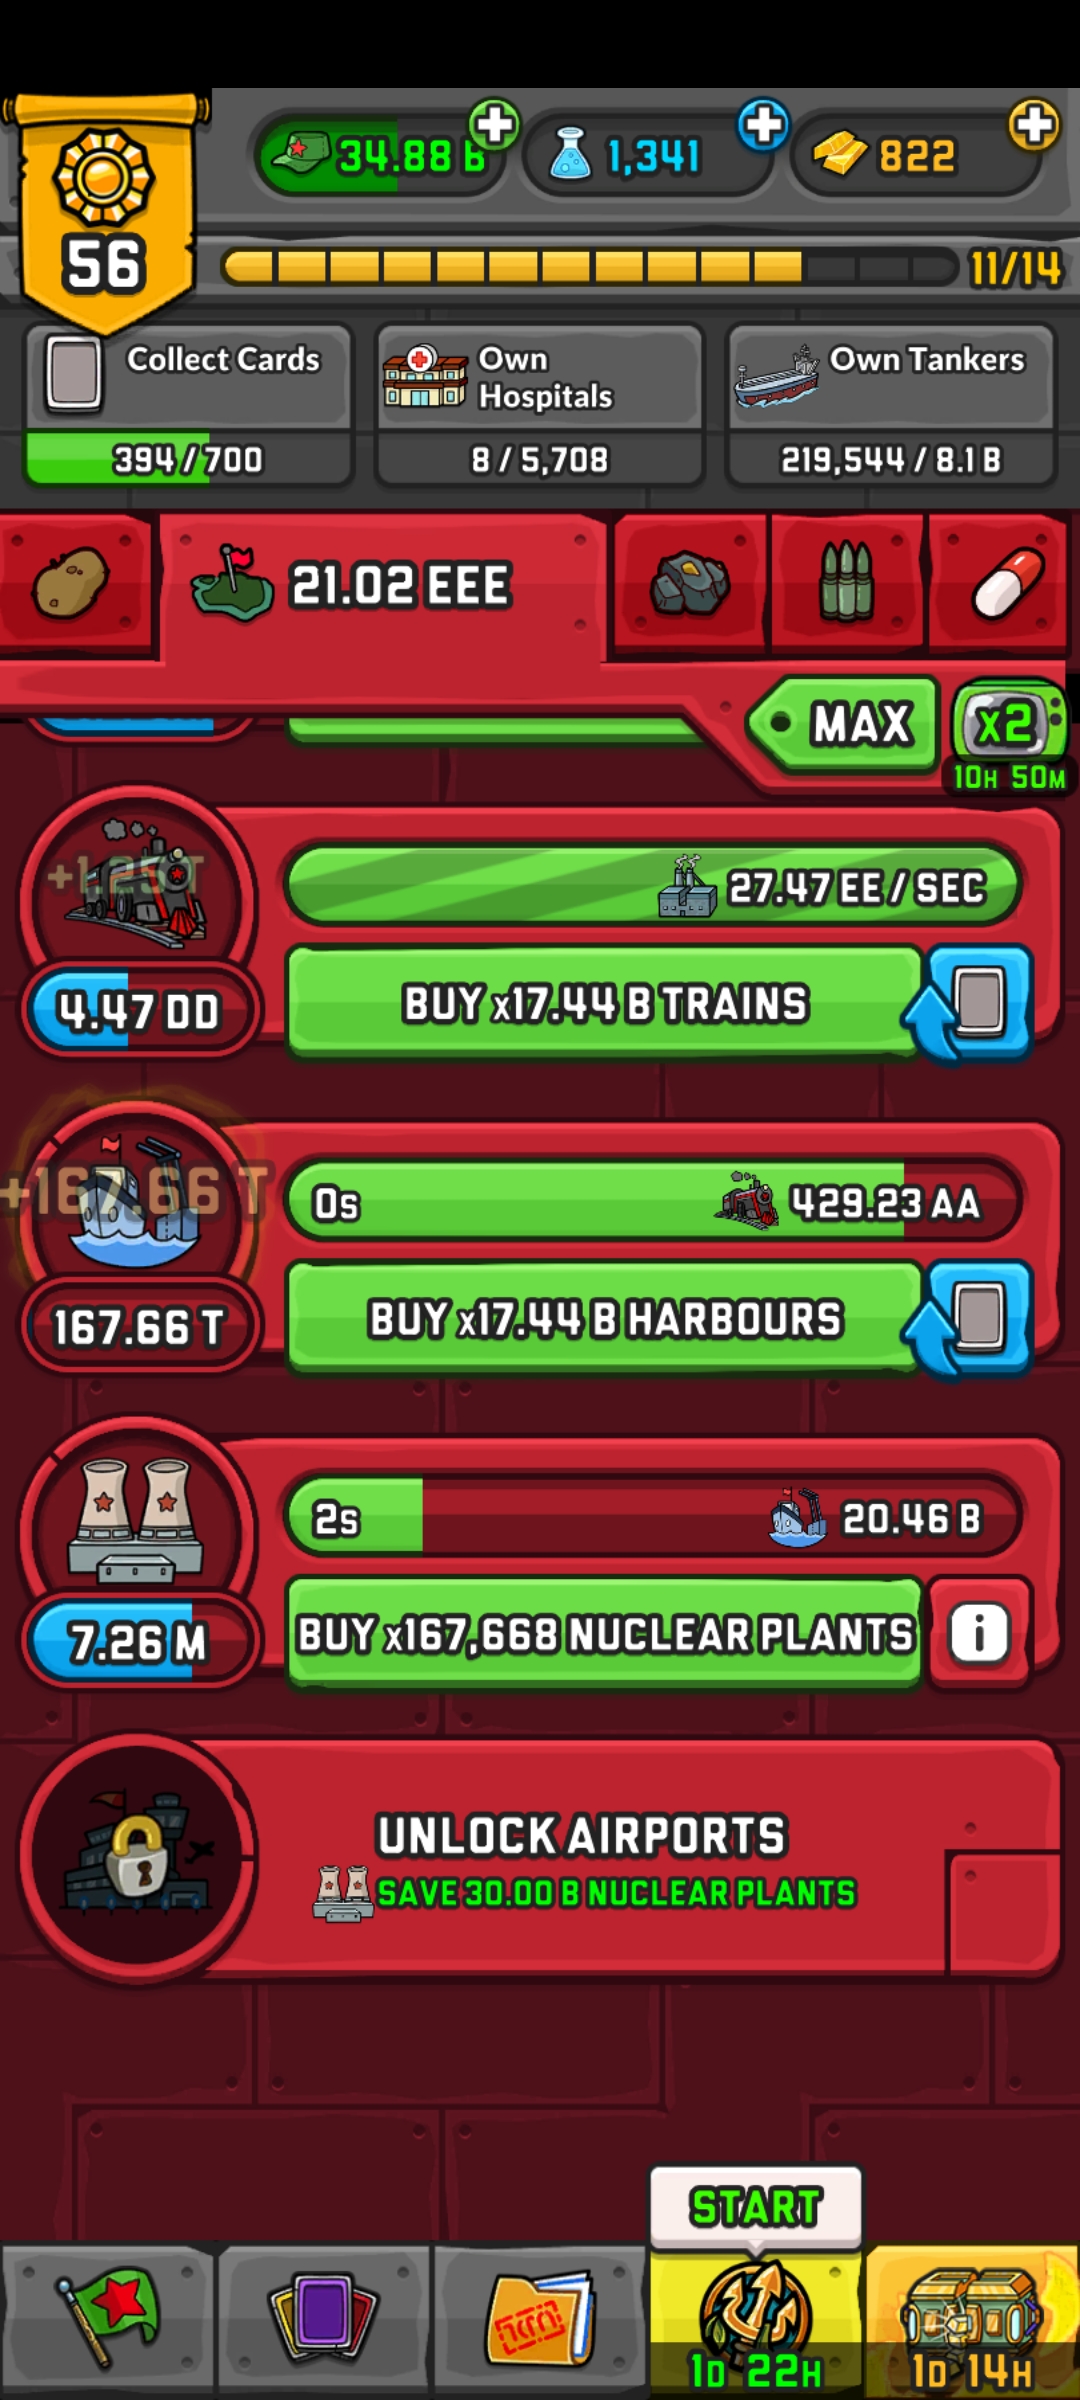 34.88 B
1,341
822
56
11/14
Collect Cards
394/700
Own
Hospitals
8/5,708
Own Tankers
219,544/8.1 B
21.02 EEE
MAX
x2
10H 50M
+1.25 T
27.47 EE/SEC
4.47 DD
BUY x17.44 B TRAINS
+167.66 T
0s
429.23 AA
167.66 T
BUY x17.44 B HARBOURS
2s
20.46 B
7.26 M
BUY x167,668 NUCLEAR PLANTS
i
UNLOCK AIRPORTS
SAVE 30.00 B NUCLEAR PLANTS
START
1D 22H
1D 14H